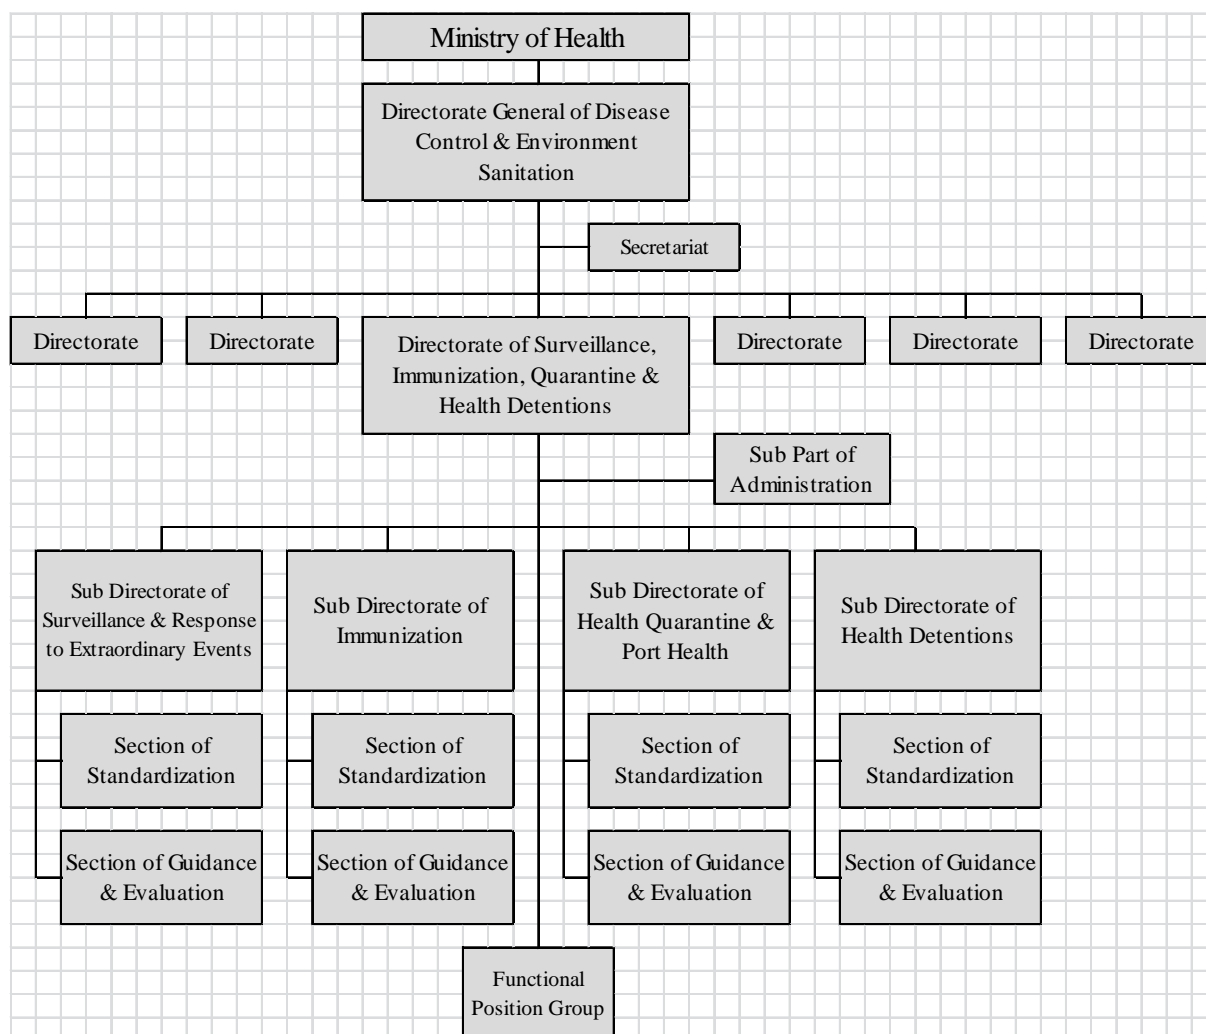 Ministry of Health
Directorate General of Disease
Control & Environment
Sanitation
Secretariat
Directorate
Directorate
Directorate of Surveillance,
Immunization, Quarantine &
Health Detentions
Directorate
Directorate
Directorate
Sub Part of
Administration
Sub Directorate of
Surveillance & Response
to Extraordinary Events
Sub Directorate of
Immunization
Sub Directorate of
Health Quarantine &
Port Health
Sub Directorate of
Health Detentions
Section of
Standardization
Section of
Standardization
Section of
Standardization
Section of
Standardization
Section of Guidance
& Evaluation
Section of Guidance
& Evaluation
Section of Guidance
& Evaluation
Section of Guidance
& Evaluation
Functional
Position Group